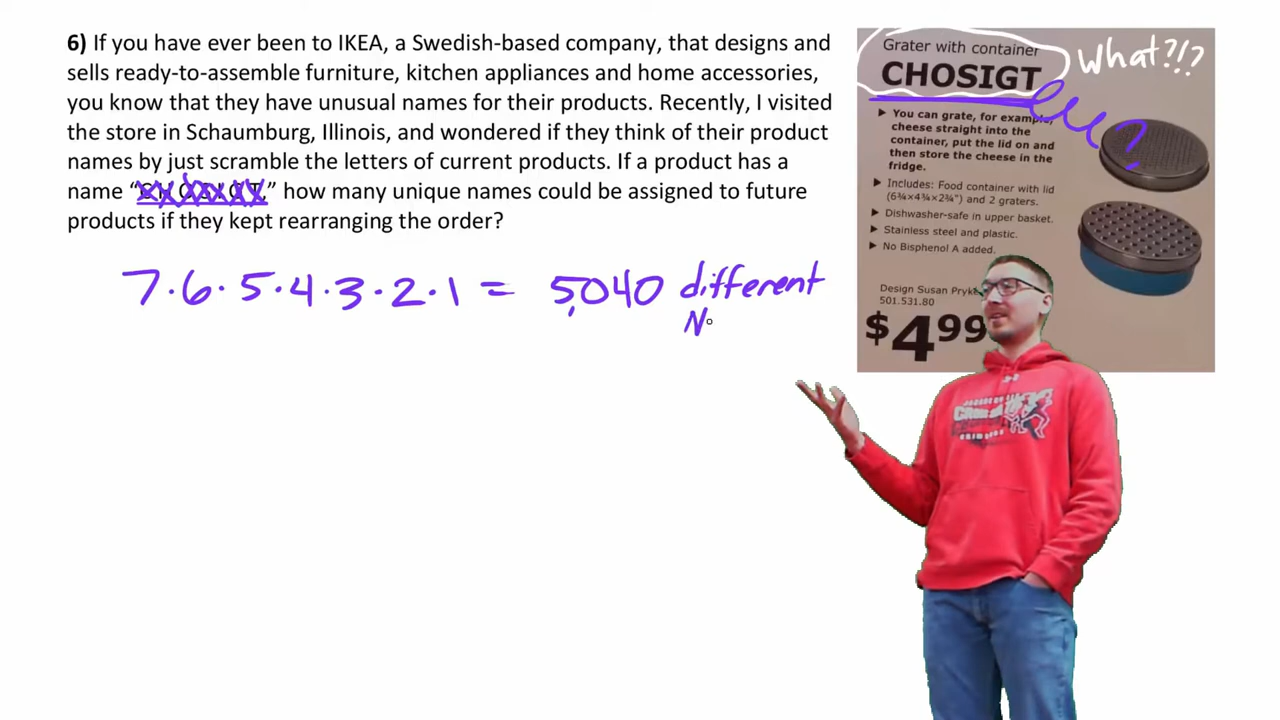 6) If you have ever been to IKEA, a Swedish-based company, that designs and
sells ready-to-assemble furniture, kitchen appliances and home accessories,
you know that they have unusual names for their products. Recently, I visited
the store in Schaumburg, Illinois, and wondered if they think of their product
names by just scramble the letters of current products. If a product has a
name “CHOSIGT,” how many unique names could be assigned to future
products if they kept rearranging the order?
7·6·5·4·3·2·1 = 5,040 different
N
Grater with container
CHOSIGT
What?!?
?
▶ You can grate, for example,
cheese straight into the
container, put the lid on and
then store the cheese in the
fridge.
▶ Includes: Food container with lid
(6¾×4¾×2¾") and 2 graters.
▶ Dishwasher-safe in upper basket.
▶ Stainless steel and plastic.
▶ No Bisphenol A added.
Design Susan
501.531.80
$4.99